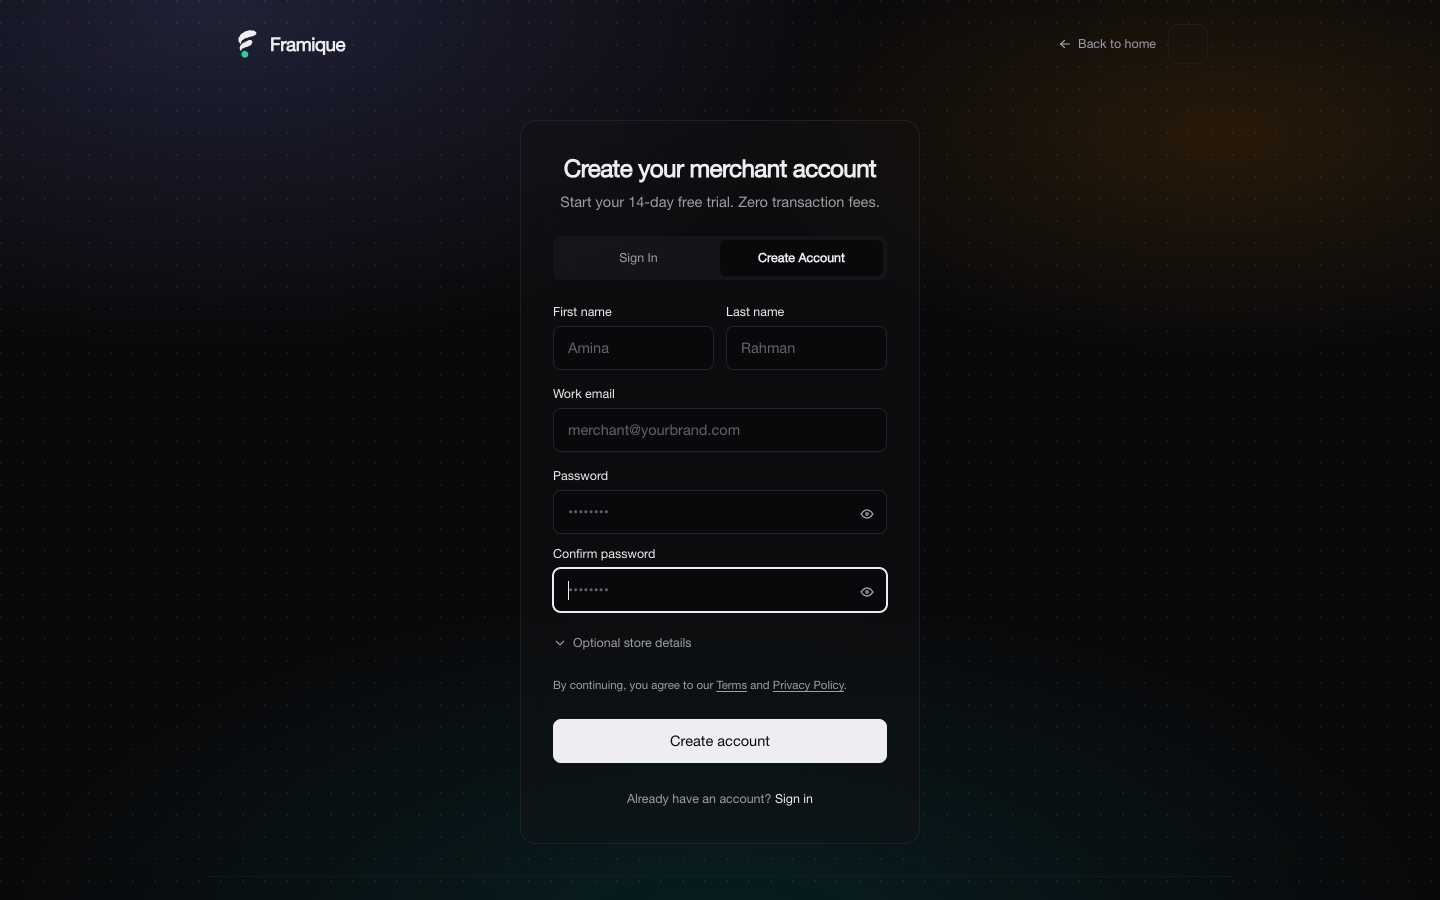 Framique
Back to home
Create your merchant account
Start your 14-day free trial. Zero transaction fees.
Sign In
Create Account
First name
Last name
Amina
Rahman
Work email
merchant@yourbrand.com
Password
••••••••
Confirm password
••••••••
Optional store details
By continuing, you agree to our Terms and Privacy Policy.
Create account
Already have an account? Sign in